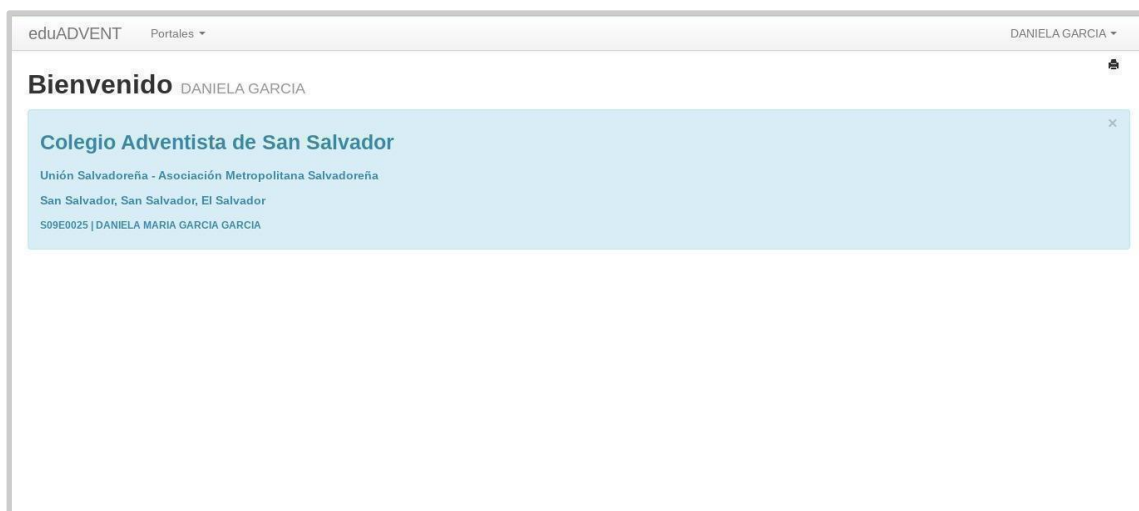 eduADVENT Portales DANIELA GARCIA
Bienvenido DANIELA GARCIA
×
Colegio Adventista de San Salvador
Unión Salvadoreña - Asociación Metropolitana Salvadoreña
San Salvador, San Salvador, El Salvador
S09E0025 | DANIELA MARIA GARCIA GARCIA